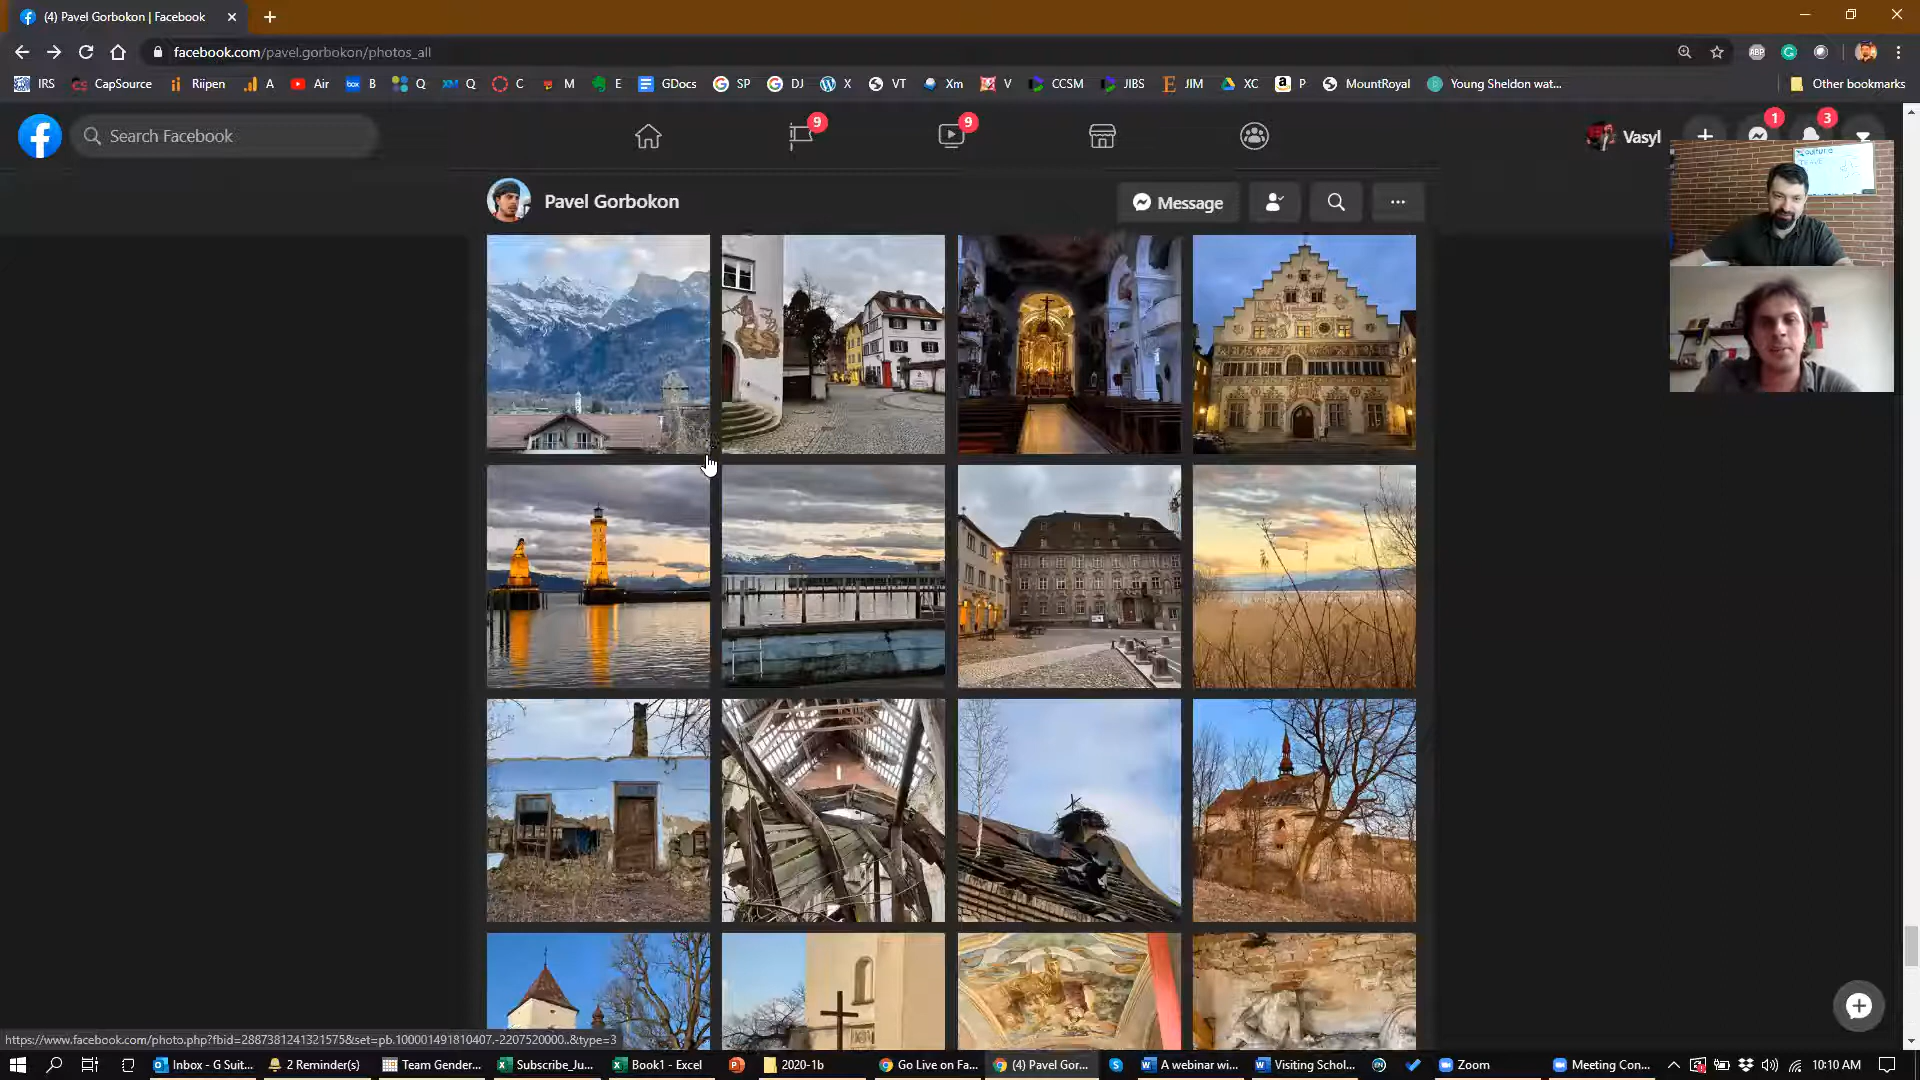 (4) Pavel Gorbokon | Facebook
facebook.com/pavel.gorbokon/photos_all
ABP
IRS
CapSource
Riipen
A
Air
box B
Q
XM Q
C
M
E
GDocs
SP
DJ
X
VT
Xm
V
CCSM
JIBS
JIM
XC
P
MountRoyal
Young Sheldon wat...
Other bookmarks
Search Facebook
9
9
Vasyl
1
3
Pavel Gorbokon
Message
https://www.facebook.com/photo.php?fbid=2887381241321575&set=pb.100001491810407.-2207520000..&type=3
Inbox - G Suit...
2 Reminder(s)
Team Gender...
Subscribe_Ju...
Book1 - Excel
2020-1b
Go Live on Fa...
(4) Pavel Gor...
A webinar wi...
Visiting Schol...
Zoom
Meeting Con...
10:10 AM